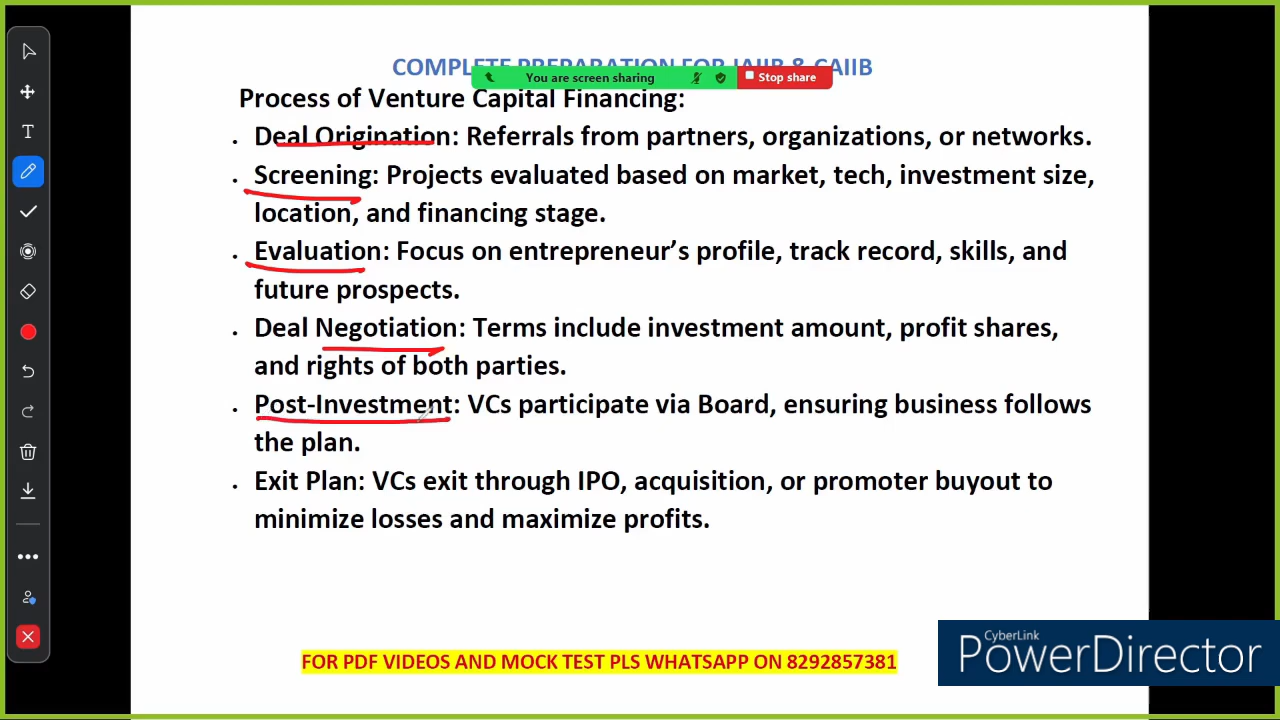 COMPLETE PREPARATION FOR JAIIB & CAIIB
You are screen sharing
Stop share
Process of Venture Capital Financing:
• Deal Origination: Referrals from partners, organizations, or networks.
• Screening: Projects evaluated based on market, tech, investment size,
location, and financing stage.
• Evaluation: Focus on entrepreneur’s profile, track record, skills, and
future prospects.
• Deal Negotiation: Terms include investment amount, profit shares,
and rights of both parties.
• Post-Investment: VCs participate via Board, ensuring business follows
the plan.
• Exit Plan: VCs exit through IPO, acquisition, or promoter buyout to
minimize losses and maximize profits.
FOR PDF VIDEOS AND MOCK TEST PLS WHATSAPP ON 8292857381
CyberLink
PowerDirector